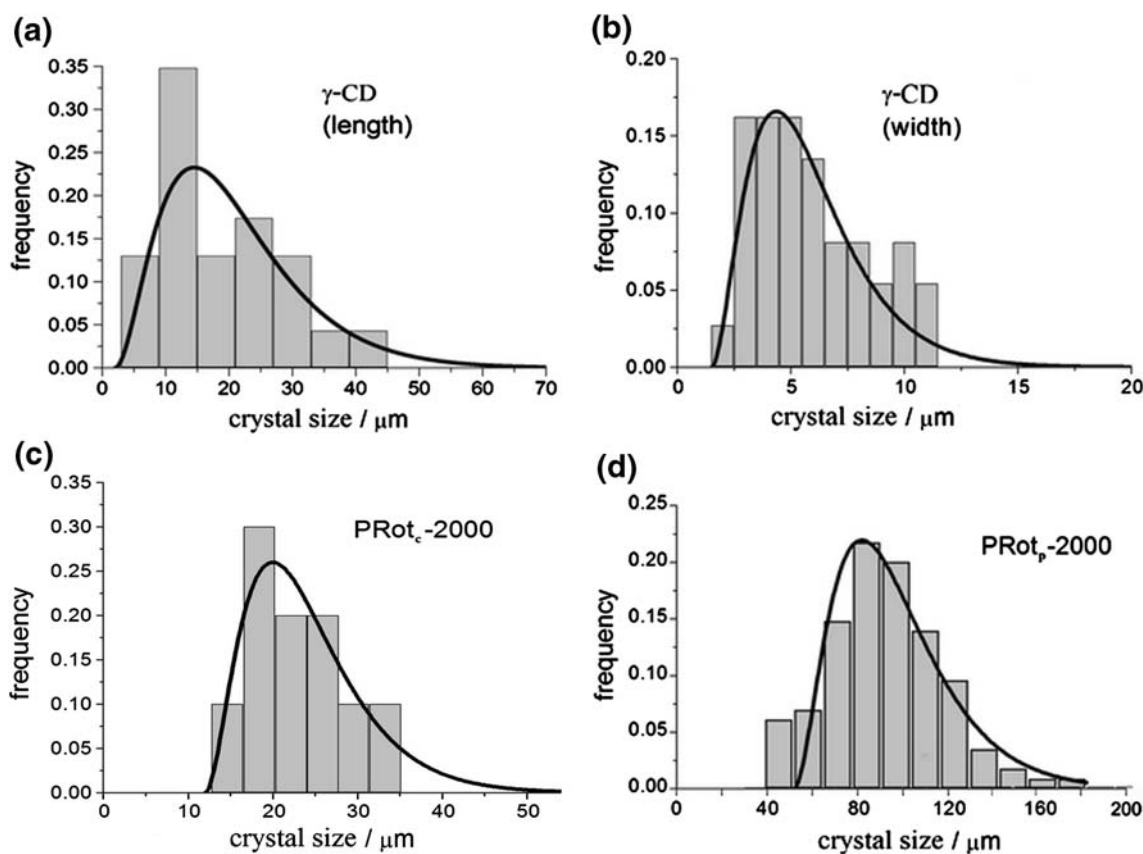 (a)
0.35
0.30
0.25
0.20
0.15
0.10
0.05
0.00
frequency
γ-CD
(length)
0 10 20 30 40 50 60 70
crystal size / μm
(b)
0.20
0.15
0.10
0.05
0.00
frequency
γ-CD
(width)
0 5 10 15 20
crystal size / μm
(c)
0.35
0.30
0.25
0.20
0.15
0.10
0.05
0.00
frequency
PRotc-2000
0 10 20 30 40 50
crystal size / μm
(d)
0.25
0.20
0.15
0.10
0.05
0.00
frequency
PRotp-2000
0 40 80 120 160 200
crystal size / μm